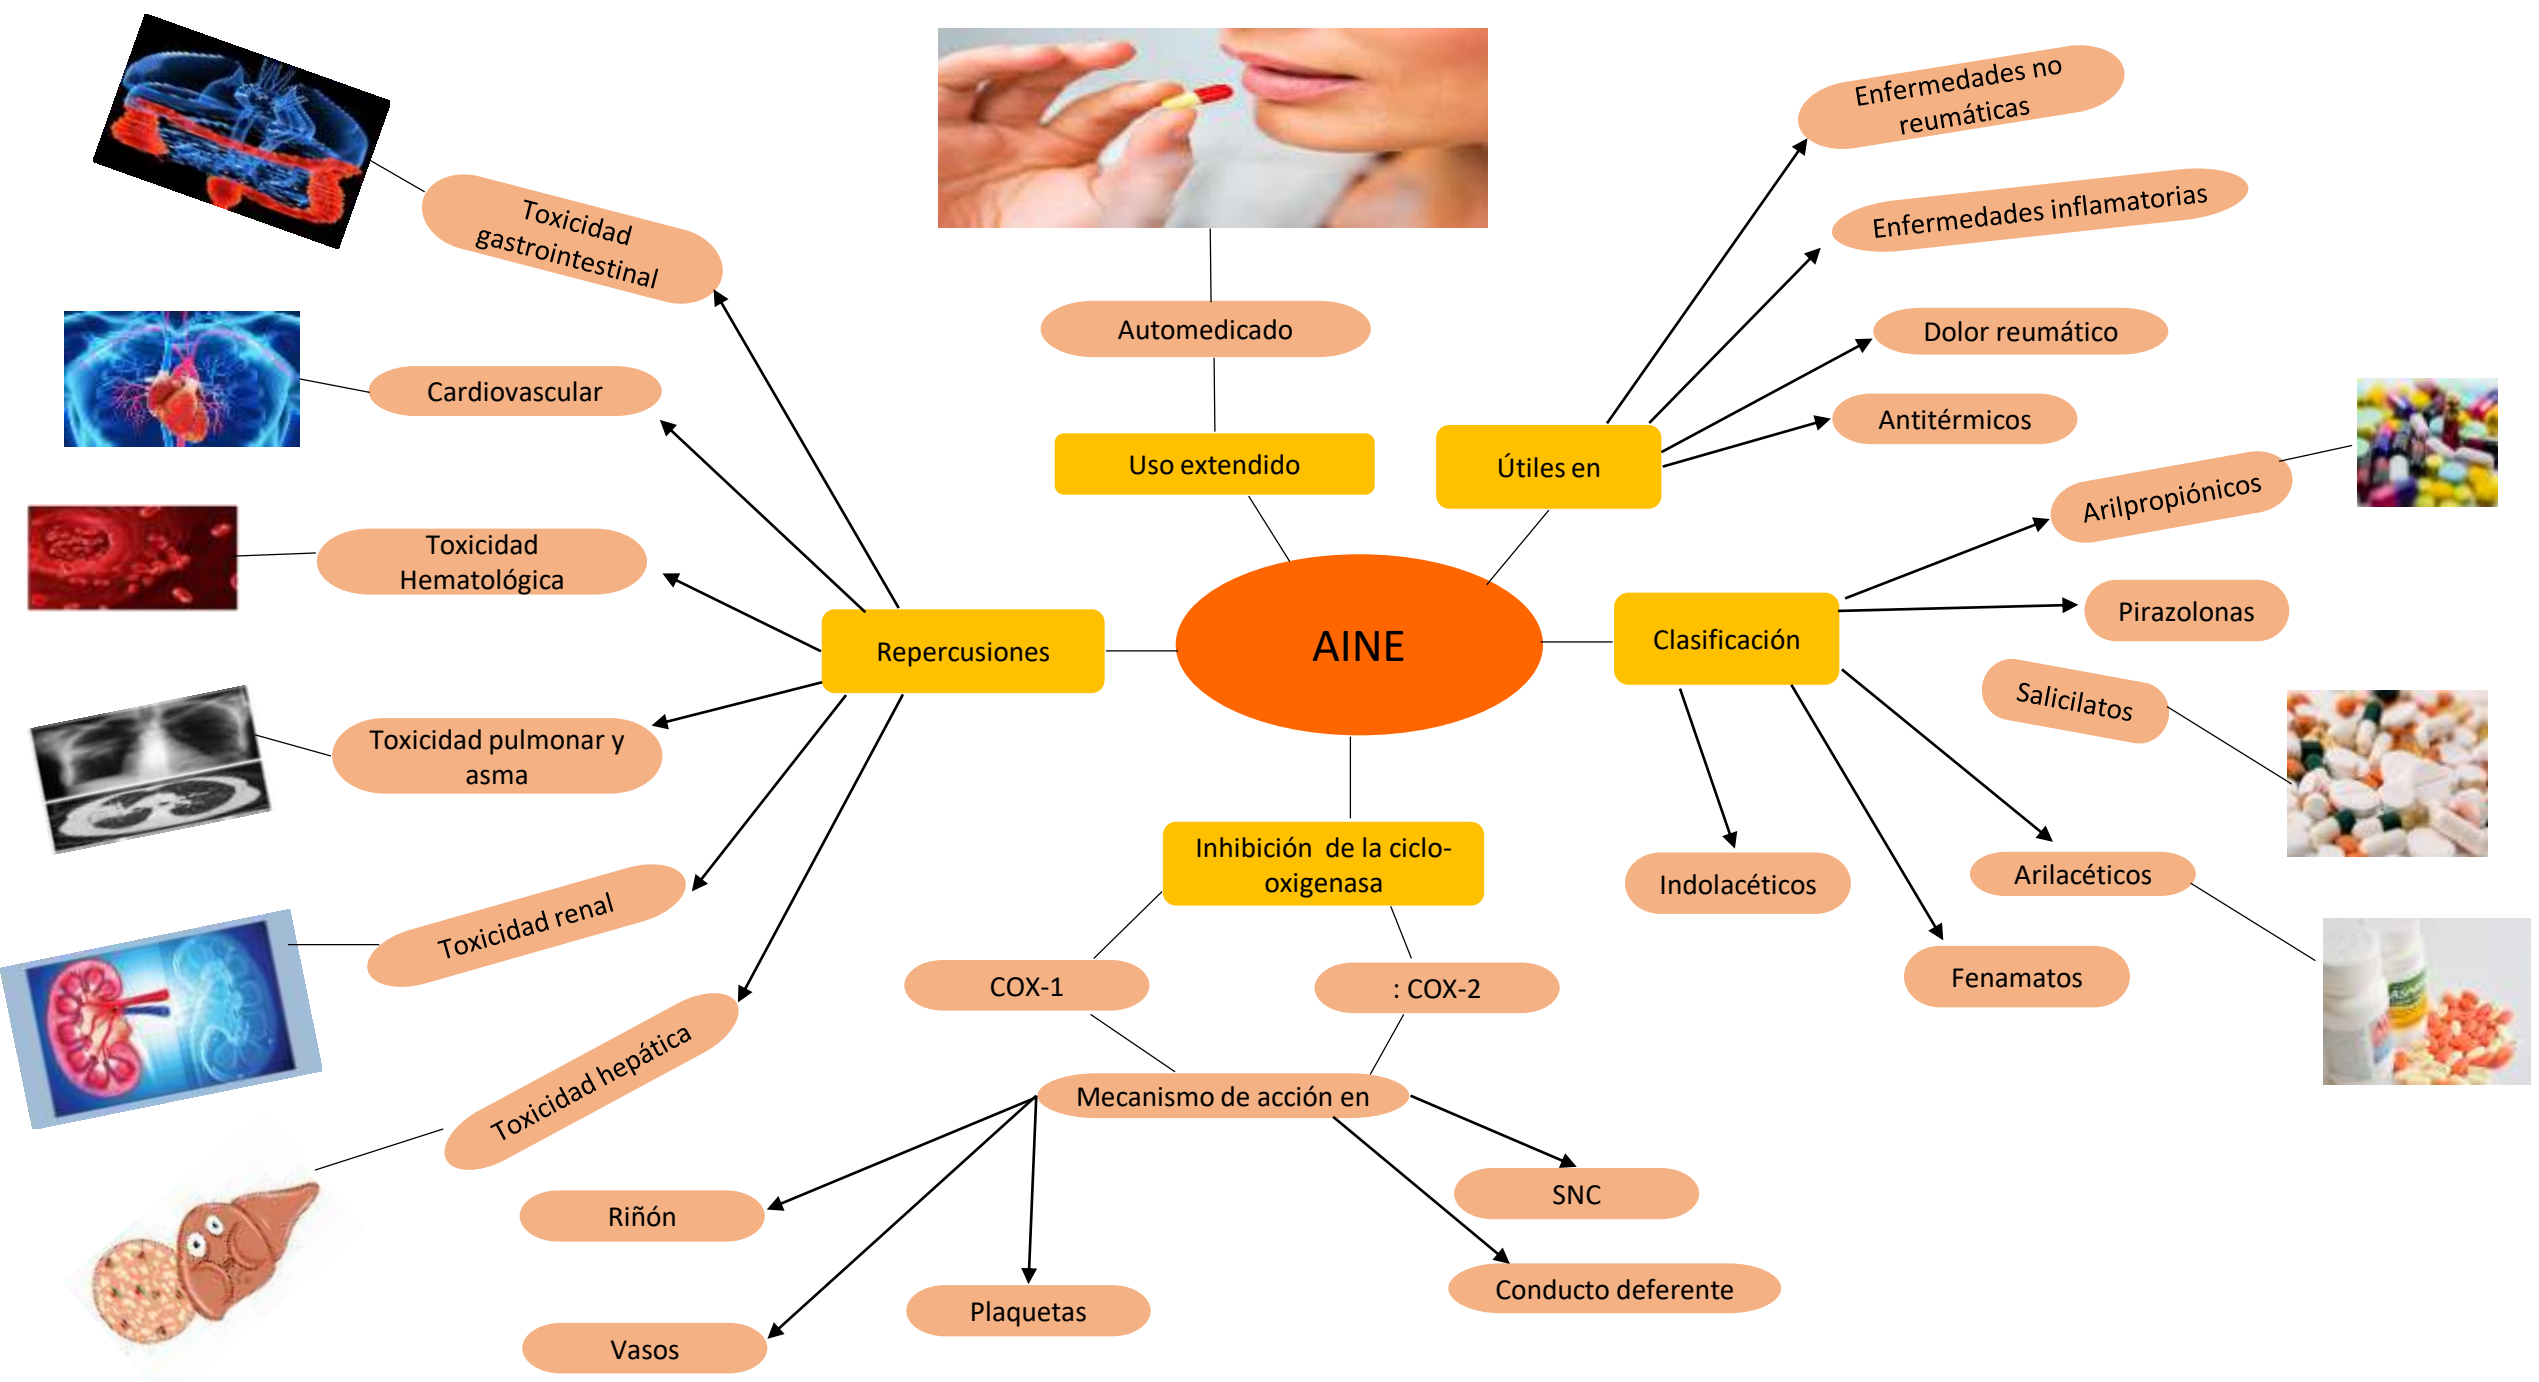 Enfermedades no
reumáticas
Toxicidad
gastrointestinal
Enfermedades inflamatorias
Automedicado
Dolor reumático
Cardiovascular
Antitérmicos
Uso extendido
Útiles en
Arilpropiónicos
Toxicidad
Hematológica
Pirazolonas
Repercusiones
AINE
Clasificación
Salicilatos
Toxicidad pulmonar y
asma
Inhibición  de la ciclo-
oxigenasa
Indolacéticos
Arilacéticos
Toxicidad renal
COX-1
: COX-2
Fenamatos
Toxicidad hepática
Mecanismo de acción en
SNC
Riñón
Conducto deferente
Plaquetas
Vasos